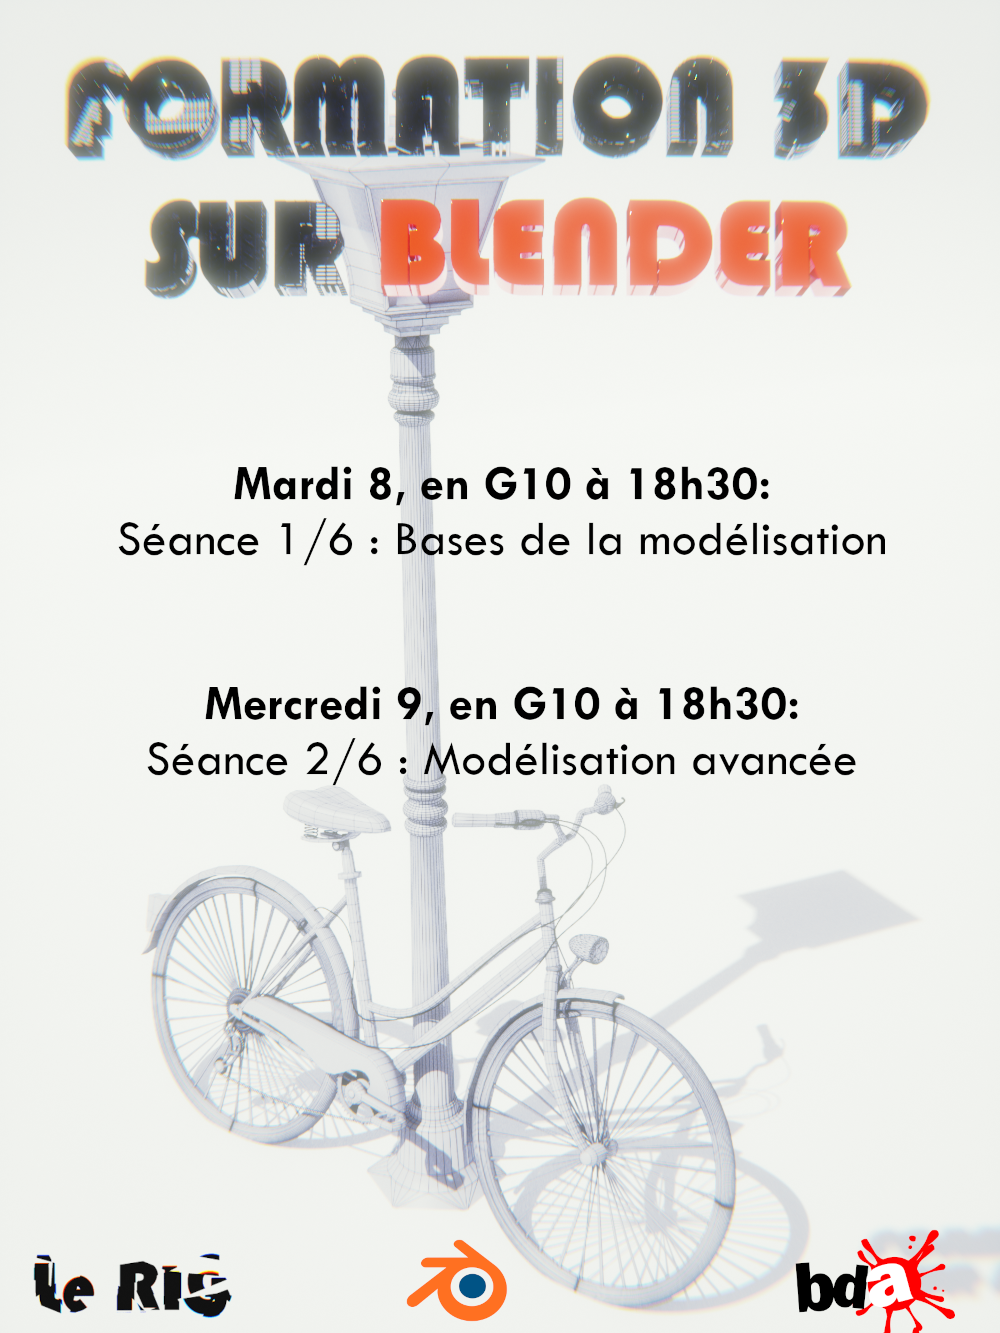 FORMATION 3D
SUR BLENDER
Mardi 8, en G10 à 18h30:
Séance 1/6 : Bases de la modélisation
Mercredi 9, en G10 à 18h30:
Séance 2/6 : Modélisation avancée
Le RIG
bda